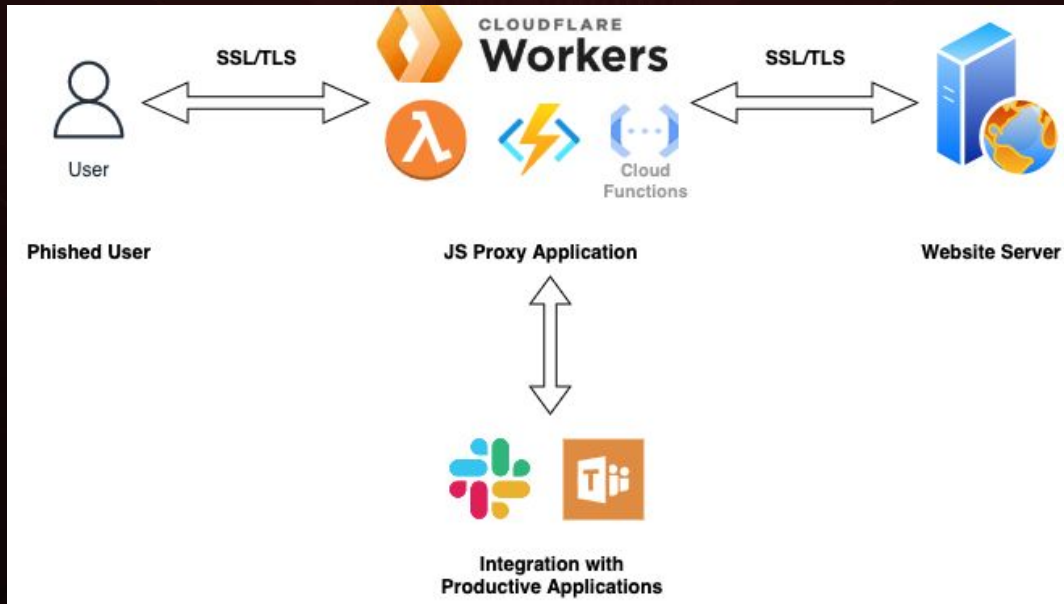 CLOUDFLARE
Workers
SSL/TLS
SSL/TLS
User
λ
Cloud
Functions
Phished User
JS Proxy Application
Website Server
T
Integration with
Productive Applications